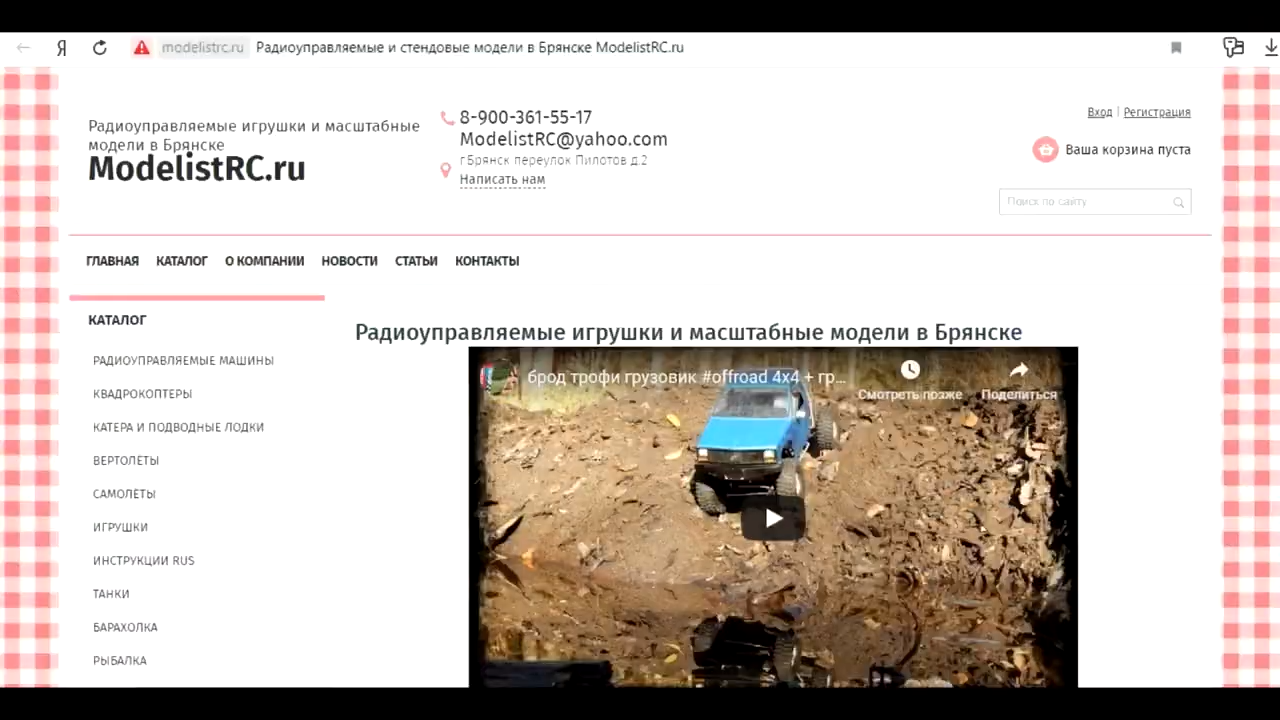 Я
modelistrc.ru Радиоуправляемые и стендовые модели в Брянске ModelistRC.ru
Радиоуправляемые игрушки и масштабные
модели в Брянске
ModelistRC.ru
8-900-361-55-17
ModelistRC@yahoo.com
г.Брянск переулок Пилотов д.2
Написать нам
Вход | Регистрация
Ваша корзина пуста
Поиск по сайту
ГЛАВНАЯ КАТАЛОГ О КОМПАНИИ НОВОСТИ СТАТЬИ КОНТАКТЫ
КАТАЛОГ
РАДИОУПРАВЛЯЕМЫЕ МАШИНЫ
КВАДРОКОПТЕРЫ
КАТЕРА И ПОДВОДНЫЕ ЛОДКИ
ВЕРТОЛЁТЫ
САМОЛЁТЫ
ИГРУШКИ
ИНСТРУКЦИИ RUS
ТАНКИ
БАРАХОЛКА
РЫБАЛКА
Радиоуправляемые игрушки и масштабные модели в Брянске
брод трофи грузовик #offroad 4x4 + гр...
Смотреть позже
Поделиться